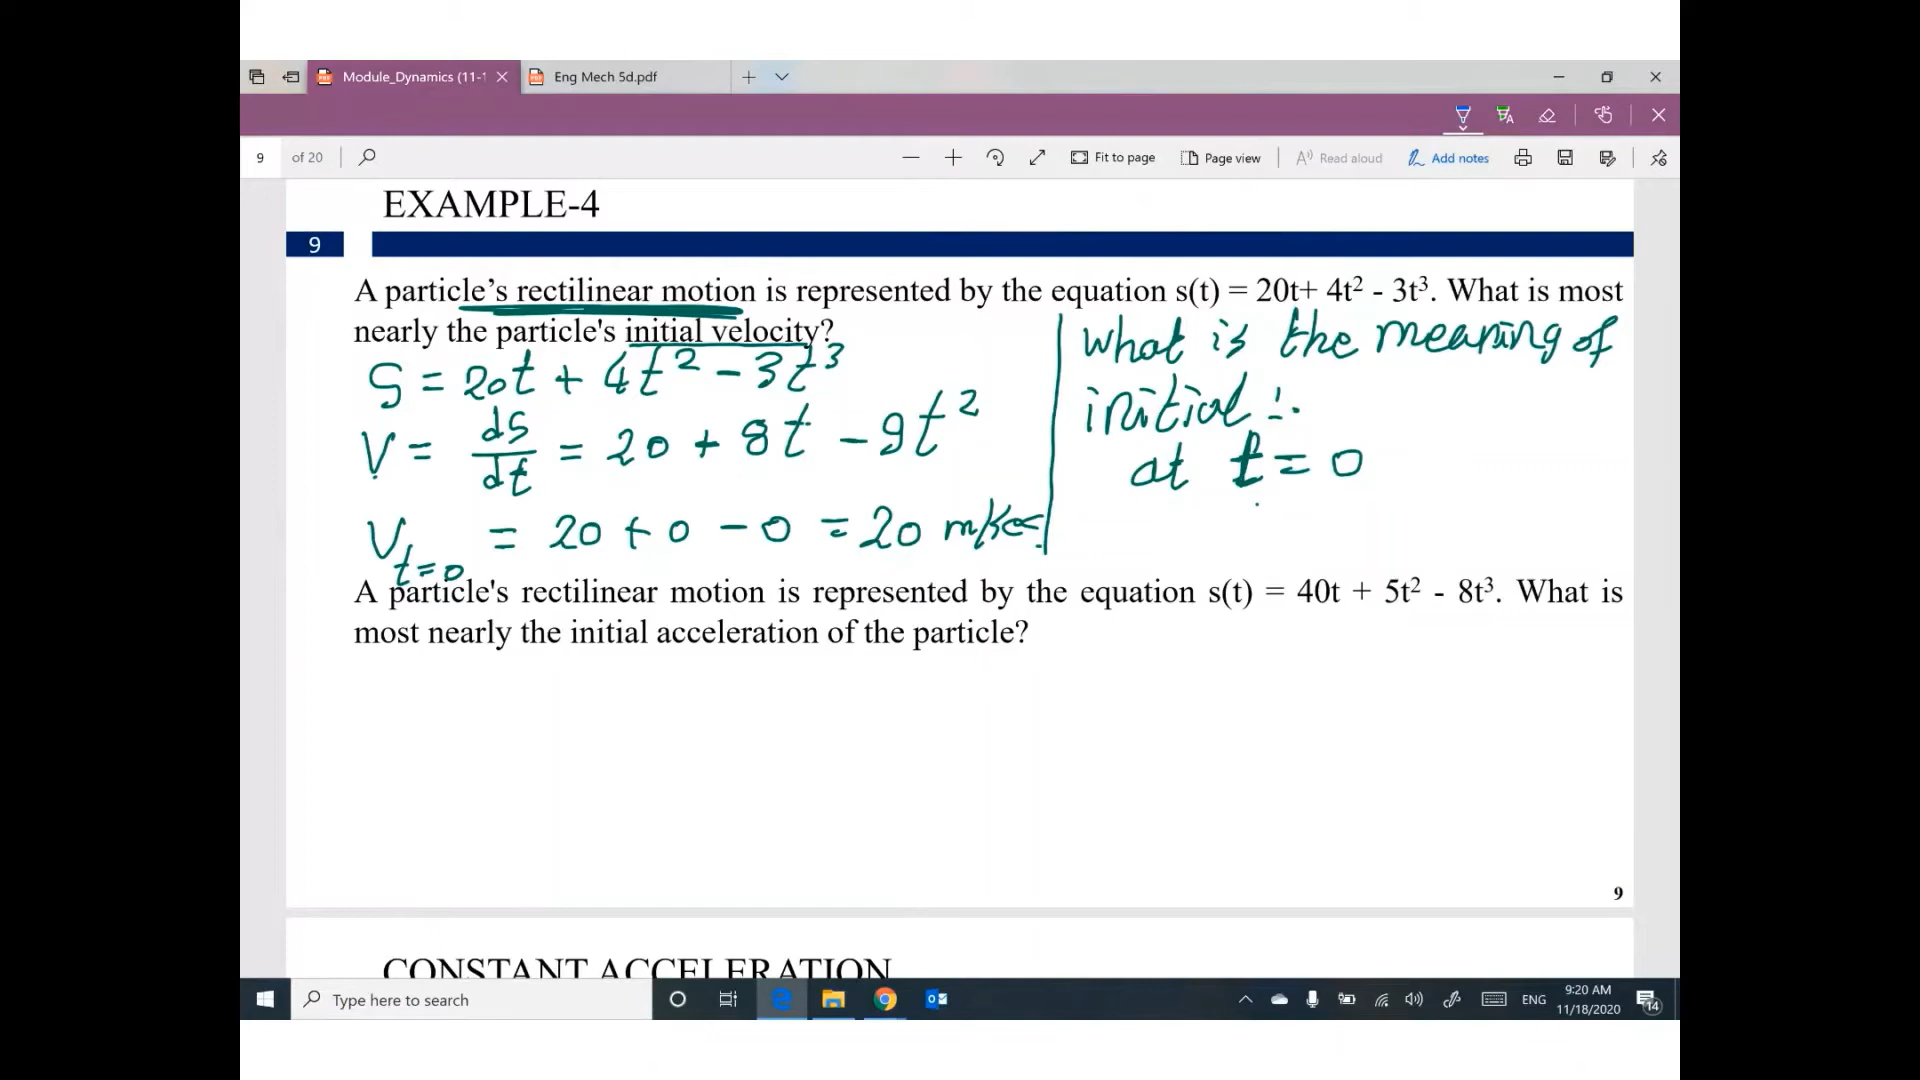 Module_Dynamics (11-1
Eng Mech 5d.pdf
9 of 20
Fit to page
Page view
Read aloud
Add notes
EXAMPLE-4
9
A particle's rectilinear motion is represented by the equation s(t) = 20t+ 4t² - 3t³. What is most
nearly the particle's initial velocity?
S = 20t + 4t² - 3t³
V = ds/dt = 20 + 8t - 9t²
V t=0 = 20 + 0 - 0 = 20 m/sec.
What is the meaning of
initial :.
at t = 0
A particle's rectilinear motion is represented by the equation s(t) = 40t + 5t² - 8t³. What is
most nearly the initial acceleration of the particle?
9
CONSTANT ACCELERATION
Type here to search
ENG
9:20 AM
11/18/2020
14